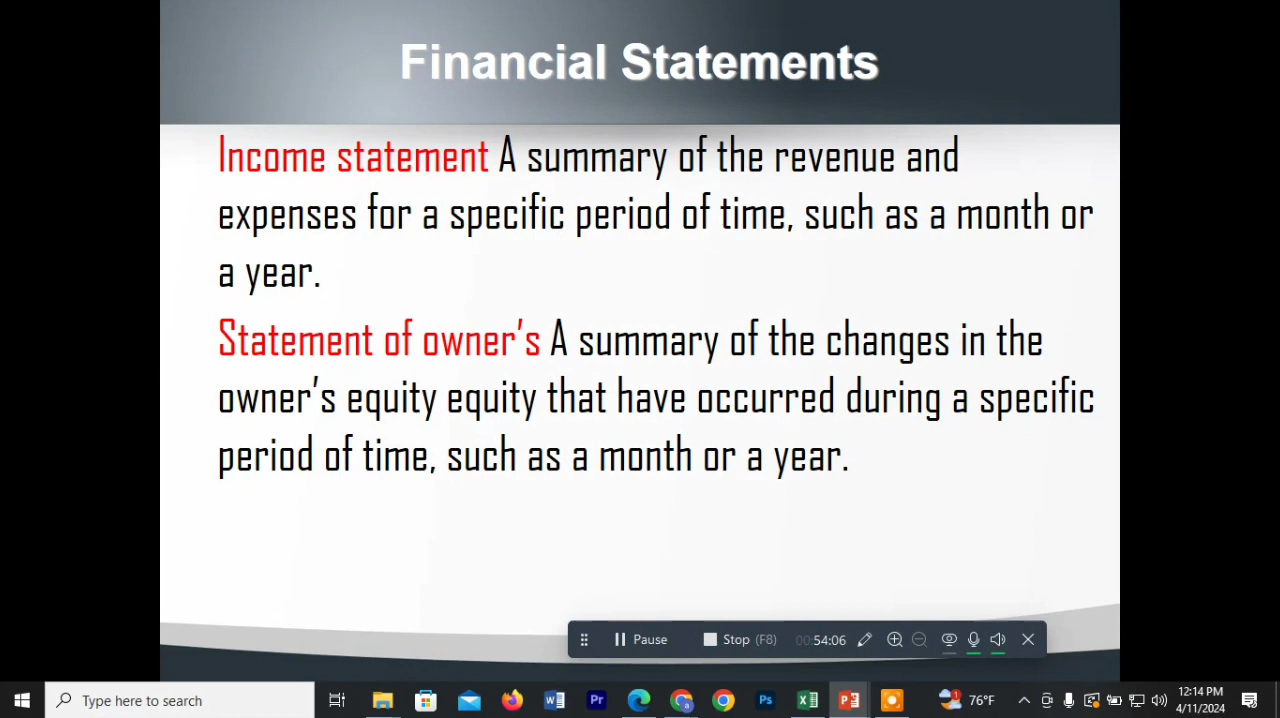 Financial Statements
Income statement A summary of the revenue and
expenses for a specific period of time, such as a month or
a year.
Statement of owner's A summary of the changes in the
owner's equity equity that have occurred during a specific
period of time, such as a month or a year.
Pause Stop (F8) 00:54:06
Type here to search
W
Pr
Ps
X
P
1
76°F
12:14 PM
4/11/2024